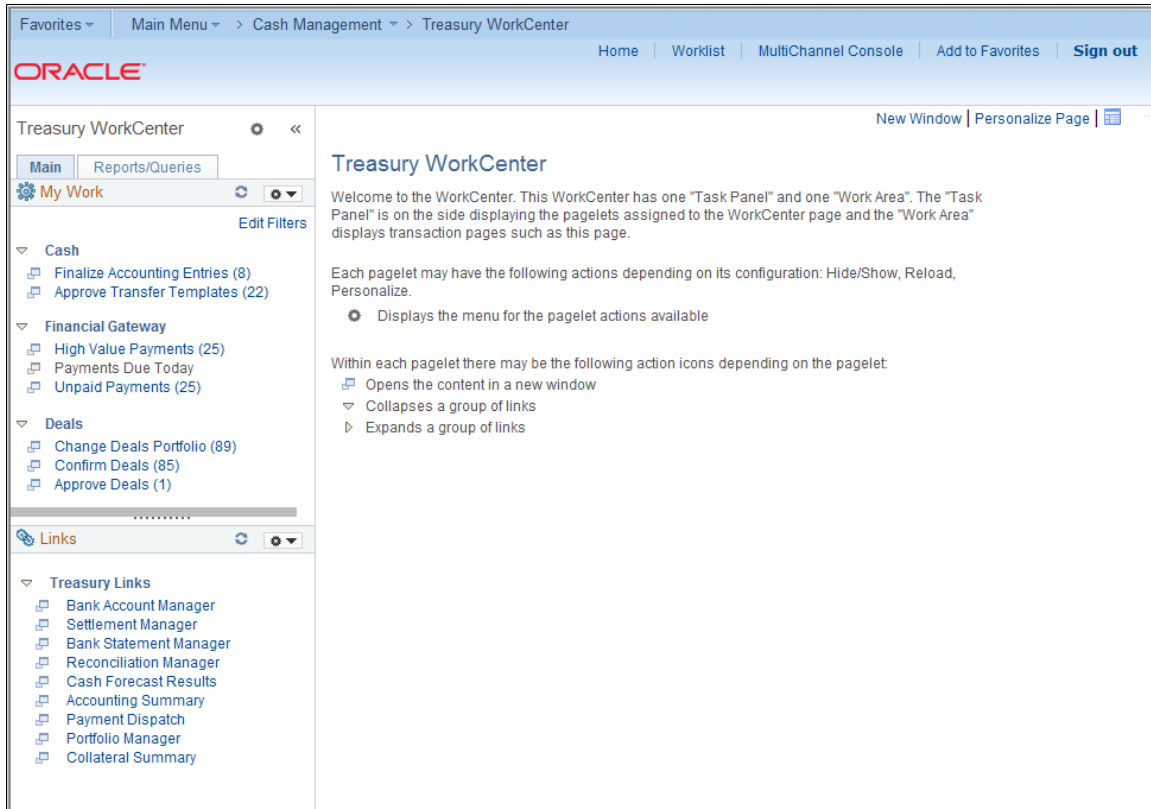 Favorites Main Menu > Cash Management > Treasury WorkCenter
Home Worklist MultiChannel Console Add to Favorites Sign out
ORACLE
New Window | Personalize Page |
Treasury WorkCenter «
Main Reports/Queries
My Work
Edit Filters
Cash
Finalize Accounting Entries (8)
Approve Transfer Templates (22)
Financial Gateway
High Value Payments (25)
Payments Due Today
Unpaid Payments (25)
Deals
Change Deals Portfolio (89)
Confirm Deals (85)
Approve Deals (1)
Links
Treasury Links
Bank Account Manager
Settlement Manager
Bank Statement Manager
Reconciliation Manager
Cash Forecast Results
Accounting Summary
Payment Dispatch
Portfolio Manager
Collateral Summary
Treasury WorkCenter
Welcome to the WorkCenter. This WorkCenter has one "Task Panel" and one "Work Area". The "Task
Panel" is on the side displaying the pagelets assigned to the WorkCenter page and the "Work Area"
displays transaction pages such as this page.
Each pagelet may have the following actions depending on its configuration: Hide/Show, Reload,
Personalize.
Displays the menu for the pagelet actions available
Within each pagelet there may be the following action icons depending on the pagelet:
Opens the content in a new window
Collapses a group of links
Expands a group of links